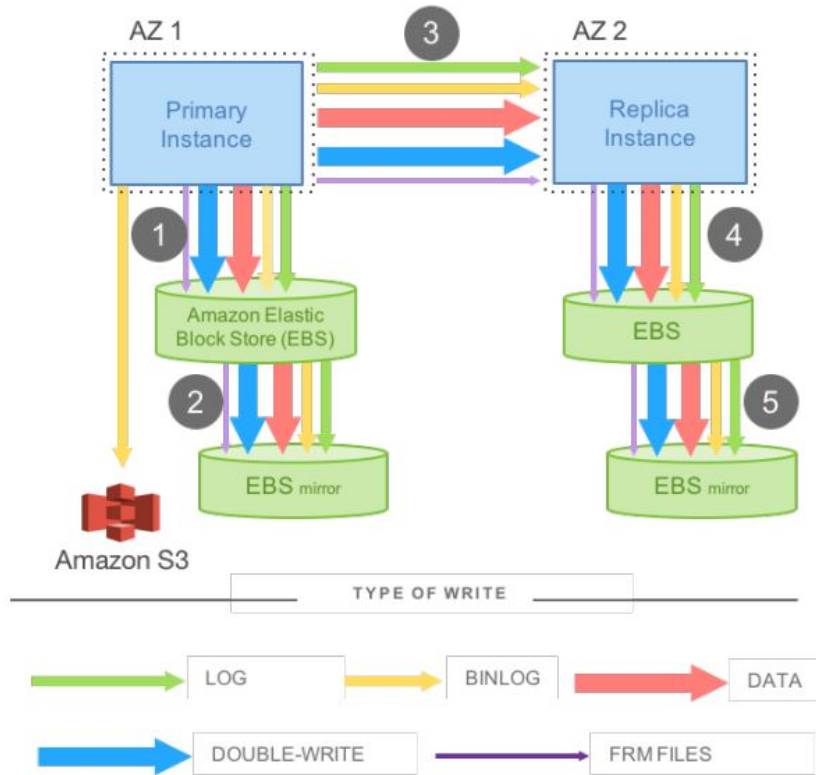 AZ 1
3
AZ 2
Primary
Instance
Replica
Instance
1
4
Amazon Elastic
Block Store (EBS)
EBS
2
5
EBS mirror
EBS mirror
Amazon S3
TYPE OF WRITE
LOG
BINLOG
DATA
DOUBLE-WRITE
FRM FILES